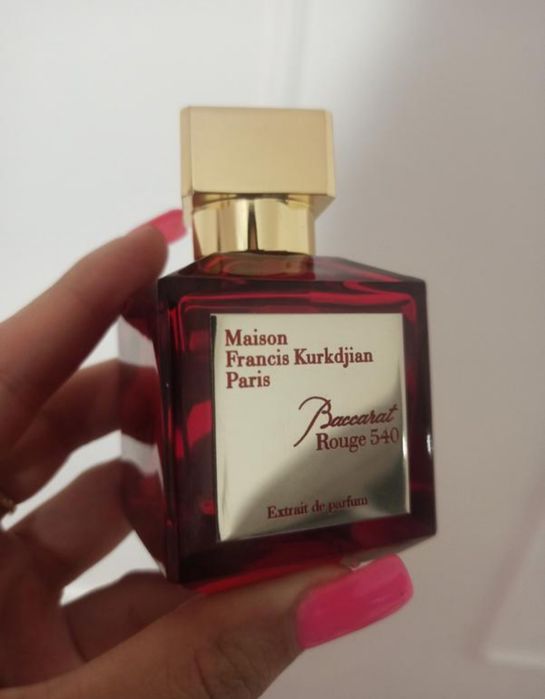 Maison
Francis Kurkdjian
Paris
Baccarat
Rouge 540
Extrait de parfum